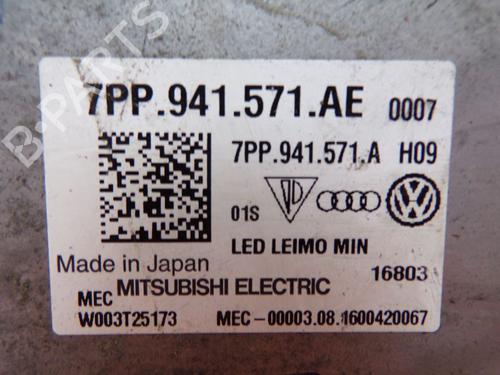 7PP.941.571.AE 0007
7PP.941.571.A H09
01S
LED LEIMO MIN
Made in Japan 16803
MEC MITSUBISHI ELECTRIC
W003T25173 MEC-00003.08.1600420067
B-PARTS